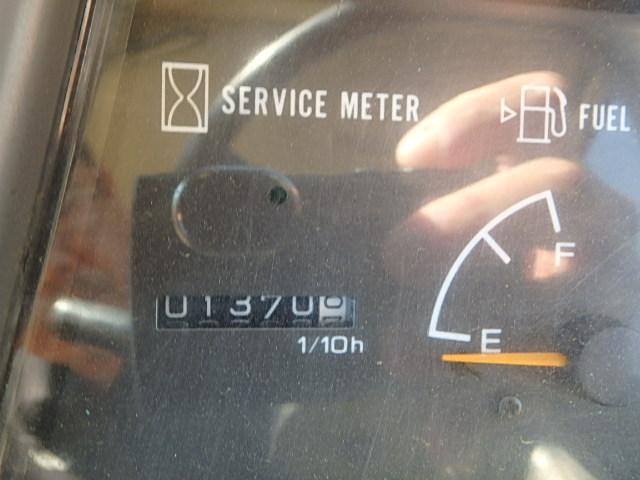 SERVICE METER
FUEL
F
01370
1/10h
E